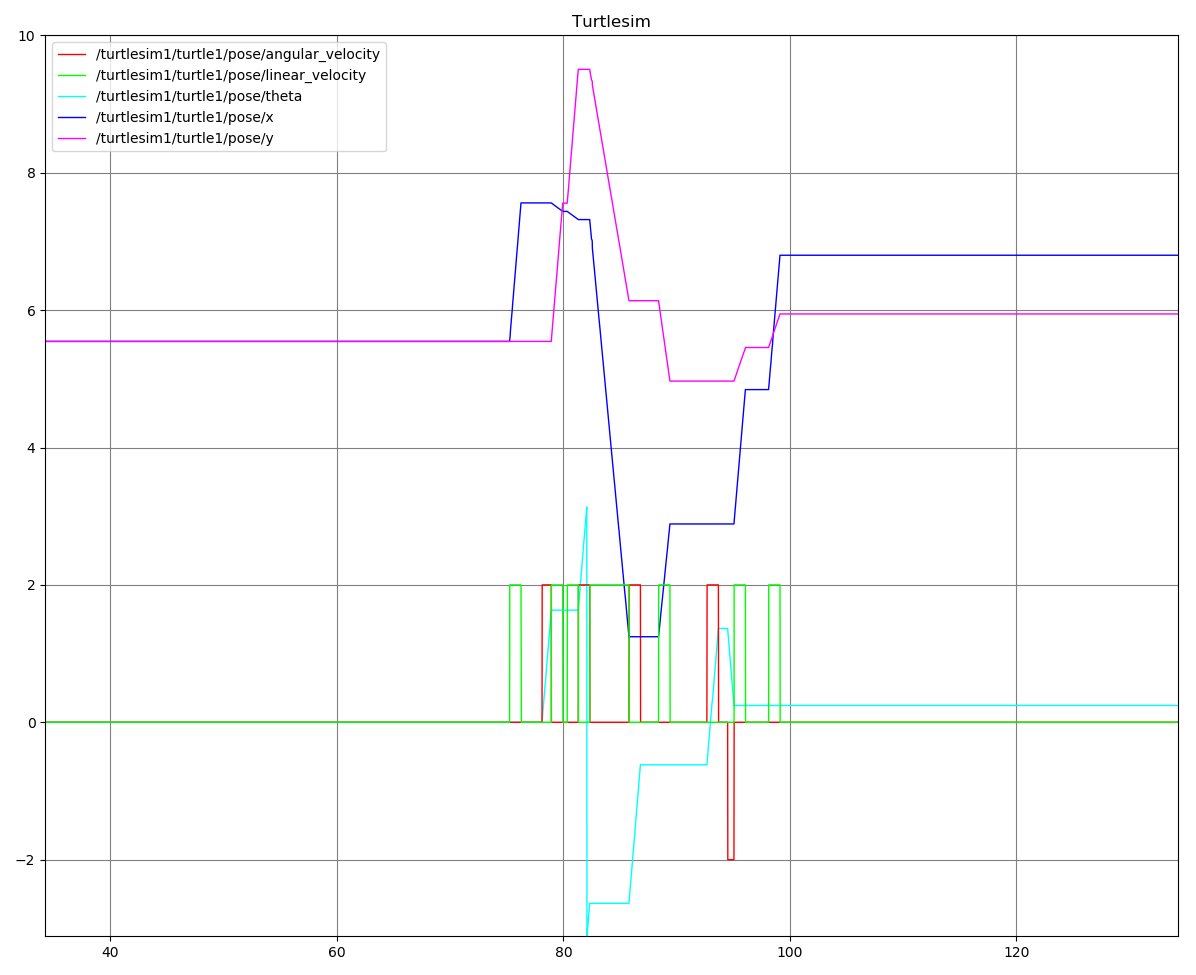 Turtlesim
/turtlesim1/turtle1/pose/angular_velocity
/turtlesim1/turtle1/pose/linear_velocity
/turtlesim1/turtle1/pose/theta
/turtlesim1/turtle1/pose/x
/turtlesim1/turtle1/pose/y
10
8
6
4
2
0
−2
40 60 80 100 120